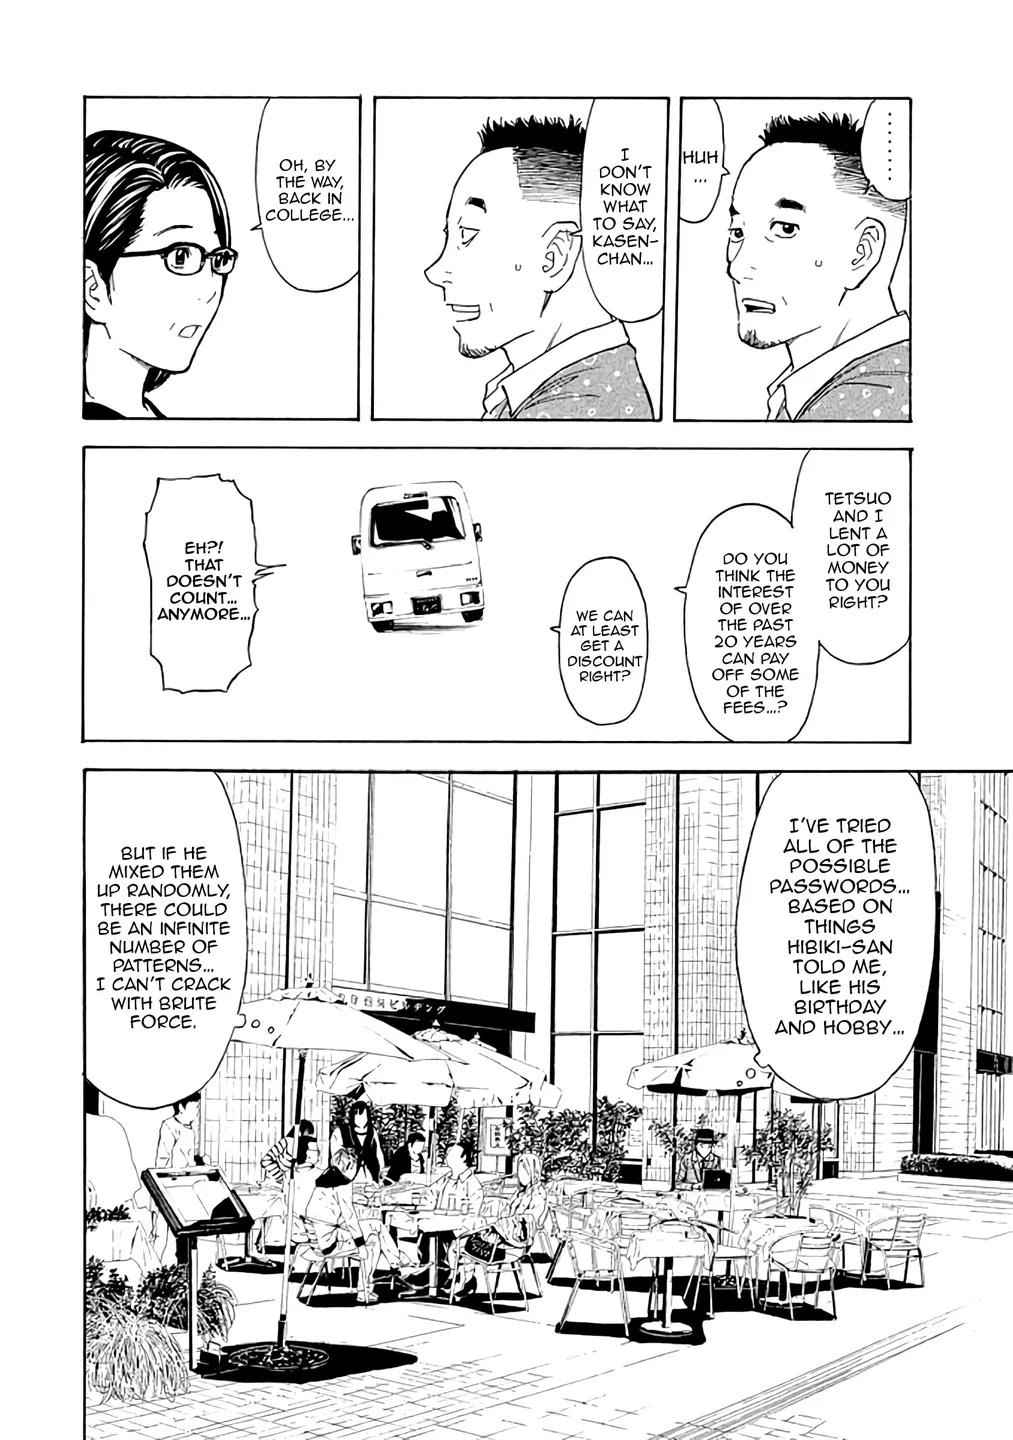 .........
HUH
...
I
DON'T
KNOW
WHAT
TO SAY,
KASEN-
CHAN...
OH, BY
THE WAY,
BACK IN
COLLEGE...
TETSUO
AND I
LENT A
LOT OF
MONEY
TO YOU
RIGHT?
DO YOU
THINK THE
INTEREST
OF OVER
THE PAST
20 YEARS
CAN PAY
OFF SOME
OF THE
FEES...?
WE CAN
AT LEAST
GET A
DISCOUNT
RIGHT?
EH?!
THAT
DOESN'T
COUNT...
ANYMORE...
I'VE TRIED
ALL OF THE
POSSIBLE
PASSWORDS...
BASED ON
THINGS
HIBIKI-SAN
TOLD ME,
LIKE HIS
BIRTHDAY
AND HOBBY...
BUT IF HE
MIXED THEM
UP RANDOMLY,
THERE COULD
BE AN INFINITE
NUMBER OF
PATTERNS...
I CAN'T CRACK
WITH BRUTE
FORCE.